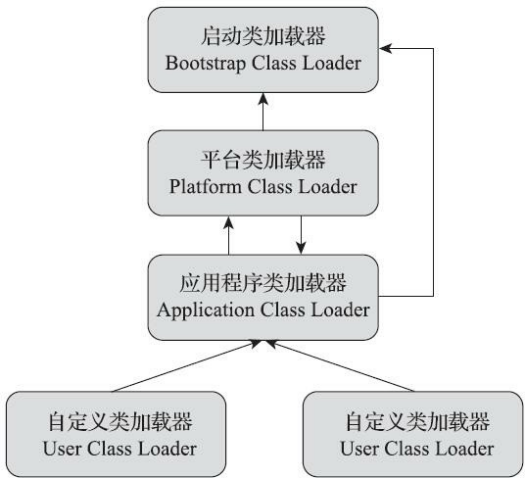 启动类加载器
Bootstrap Class Loader
平台类加载器
Platform Class Loader
应用程序类加载器
Application Class Loader
自定义类加载器
User Class Loader
自定义类加载器
User Class Loader